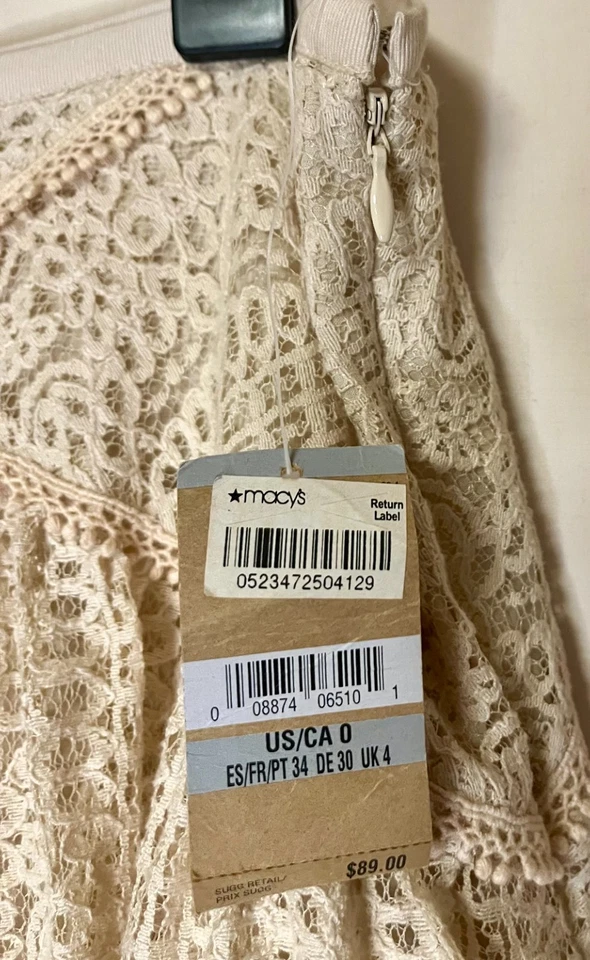 ★macy's
Return
Label
0523472504129
0 08874 06510 1
US/CA 0
ES/FR/PT 34 DE 30 UK 4
$89.00
SUGG RETAIL/
PRIX SUGG